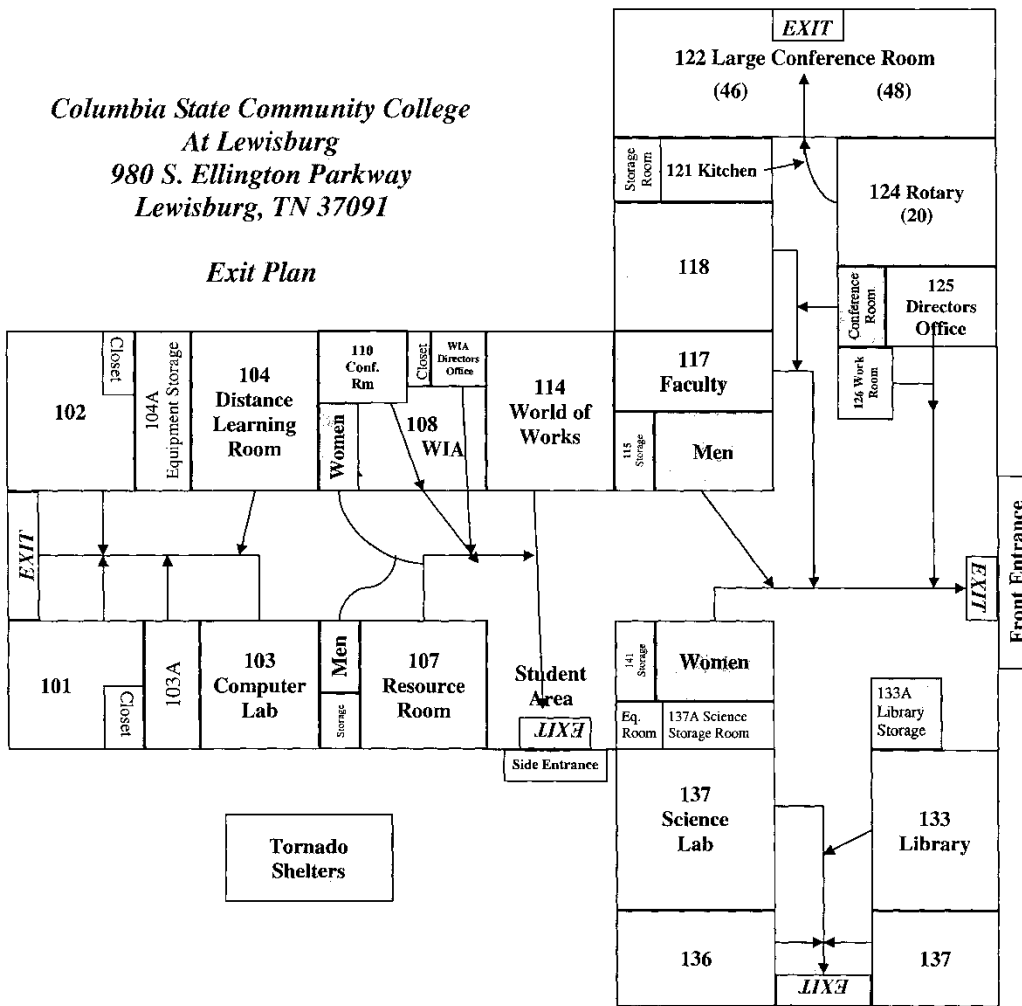 EXIT
122 Large Conference Room
(46) (48)
Columbia State Community College
At Lewisburg
980 S. Ellington Parkway
Lewisburg, TN 37091
Exit Plan
Storage
Room
121 Kitchen
124 Rotary
(20)
118
Conference
Room
125
Directors
Office
102
Closet
104A
Equipment Storage
104
Distance
Learning
Room
110
Conf.
Rm
Women
Closet
WIA
Directors
Office
108
WIA
114
World of
Works
117
Faculty
126 Work
Room
115
Storage
Men
EXIT
EXIT
Front Entrance
101
Closet
103A
103
Computer
Lab
Men
Storage
107
Resource
Room
Student
Area
EXIT
Side Entrance
141
Storage
Women
Eq.
Room
137A Science
Storage Room
133A
Library
Storage
137
Science
Lab
133
Library
Tornado
Shelters
136
137
EXIT